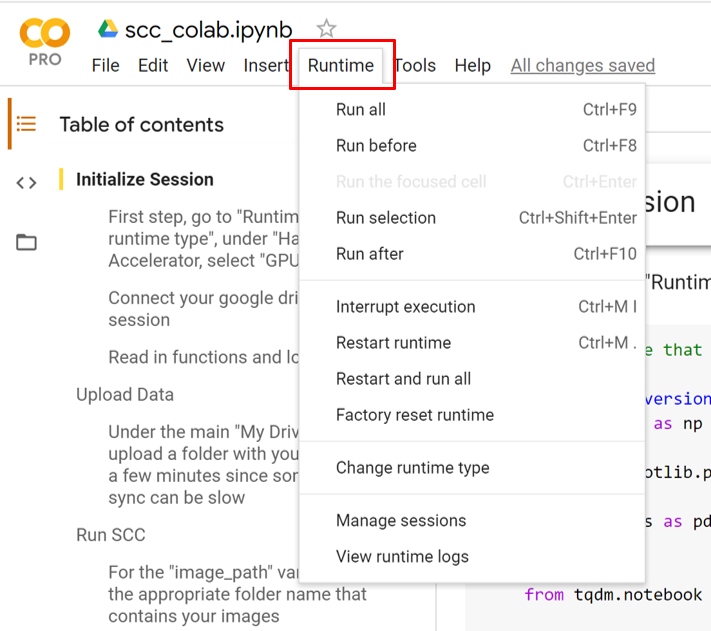 CO
PRO
scc_colab.ipynb
File Edit View Insert Runtime Tools Help All changes saved
Table of contents
Initialize Session
First step, go to "Runtim
runtime type", under "Ha
Accelerator, select "GPU
Connect your google dri
session
Read in functions and lo
Upload Data
Under the main "My Driv
upload a folder with you
a few minutes since sor
sync can be slow
Run SCC
For the "image_path" var
the appropriate folder name that
contains your images
Run all Ctrl+F9
Run before Ctrl+F8
Run the focused cell Ctrl+Enter
Run selection Ctrl+Shift+Enter
Run after Ctrl+F10
Interrupt execution Ctrl+M I
Restart runtime Ctrl+M .
Restart and run all
Factory reset runtime
Change runtime type
Manage sessions
View runtime logs
sion
"Runtim
e that
version
as np
otlib.p
s as pd
from tqdm.notebook